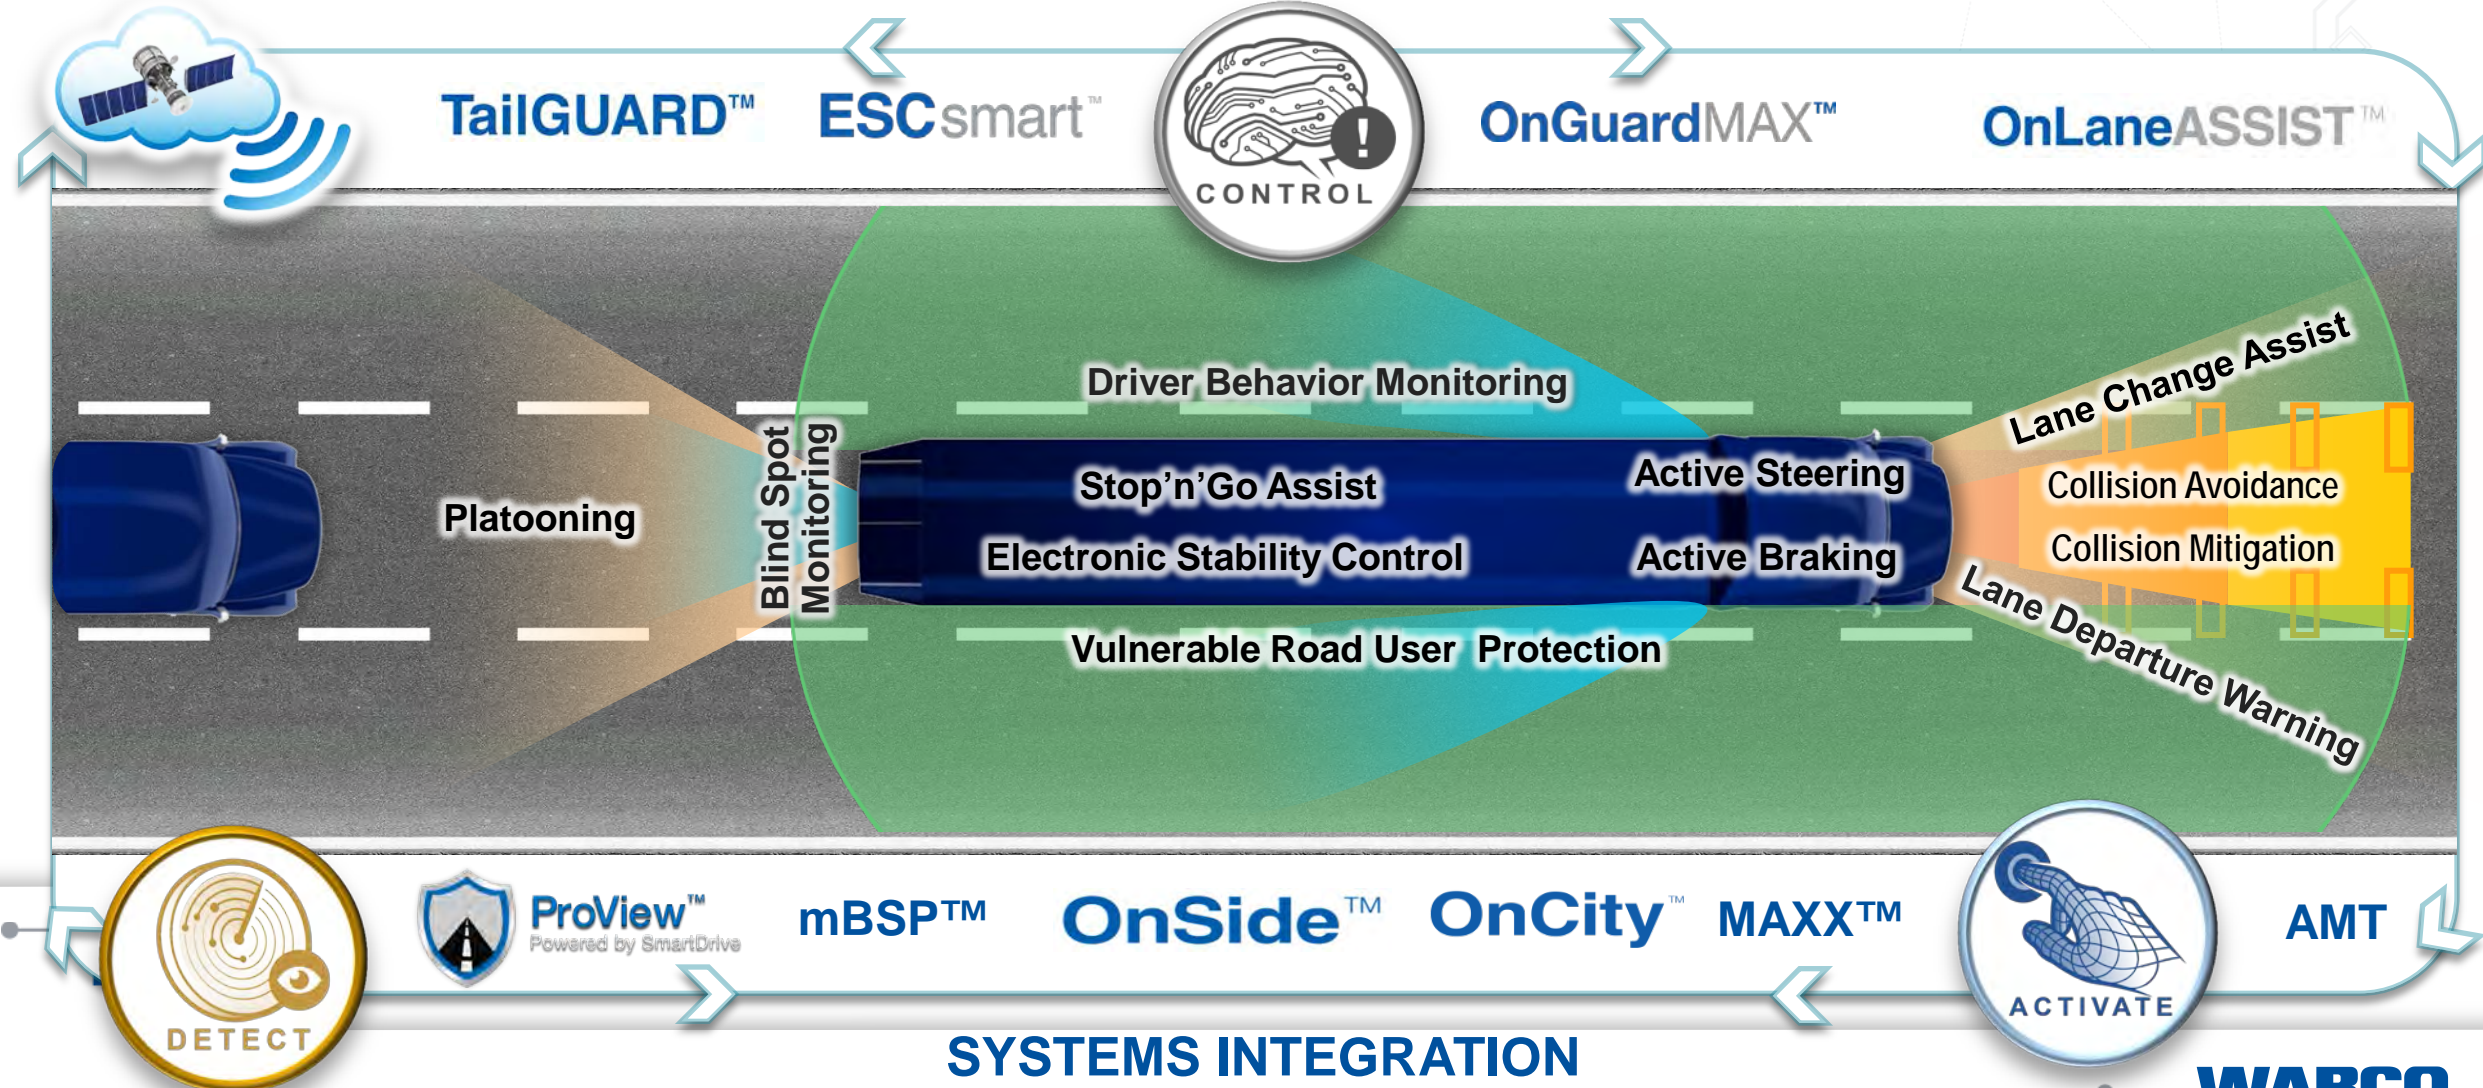 TailGUARD™
ESCsmart™
CONTROL
OnGuardMAX™
OnLaneASSIST™
Driver Behavior Monitoring
Lane Change Assist
Blind Spot
Monitoring
Platooning
Stop’n’Go Assist
Active Steering
Collision Avoidance
Electronic Stability Control
Active Braking
Collision Mitigation
Vulnerable Road User Protection
Lane Departure Warning
DETECT
ProView™
Powered by SmartDrive
mBSP™
OnSide™
OnCity™
MAXX™
ACTIVATE
AMT
SYSTEMS INTEGRATION
WABCO